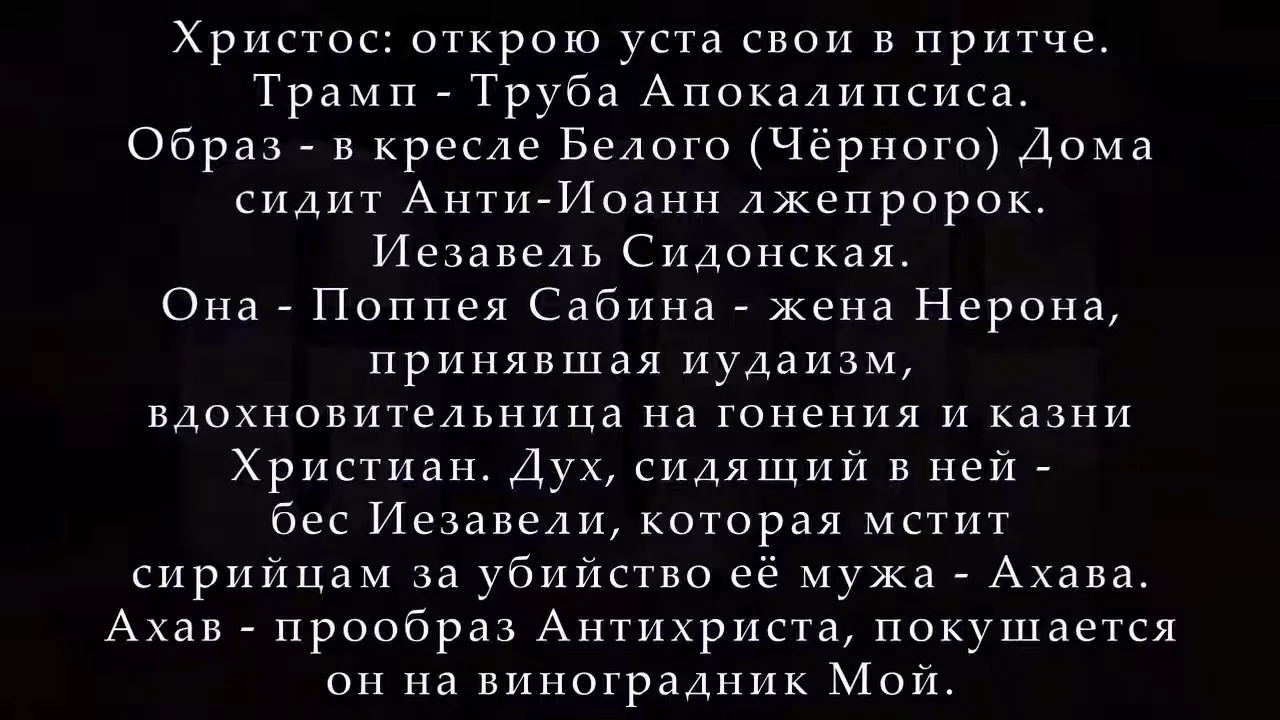 Христос: открою уста свои в притче.
Трамп - Труба Апокалипсиса.
Образ - в кресле Белого (Чёрного) Дома
сидит Анти-Иоанн лжепророк.
Иезавель Сидонская.
Она - Поппея Сабина - жена Нерона,
принявшая иудаизм,
вдохновительница на гонения и казни
Христиан. Дух, сидящий в ней -
бес Иезавели, которая мстит
сирийцам за убийство её мужа - Ахава.
Ахав - прообраз Антихриста, покушается
он на виноградник Мой.